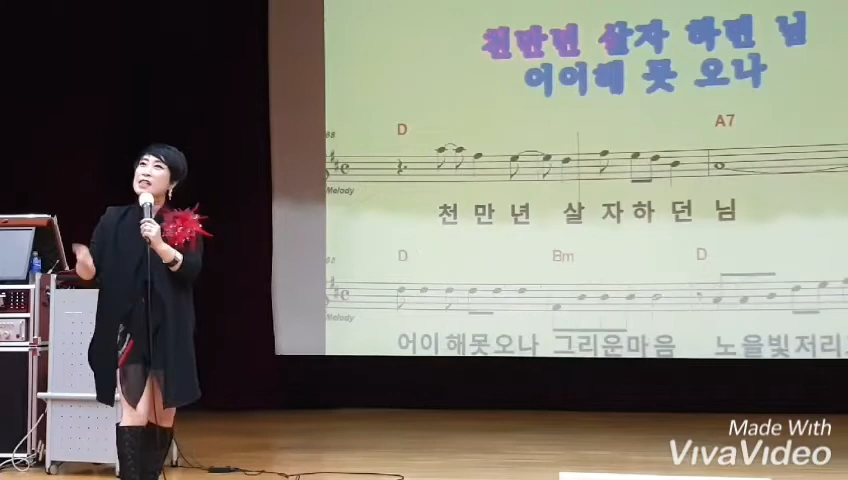 천만년 살자 하던 님
어이해 못 오나
D A7
Melody
천 만 년 살 자 하 던 님
D Bm D
Melody
어이해못오나 그리운마음 노을빛저리
Made With
VivaVideo